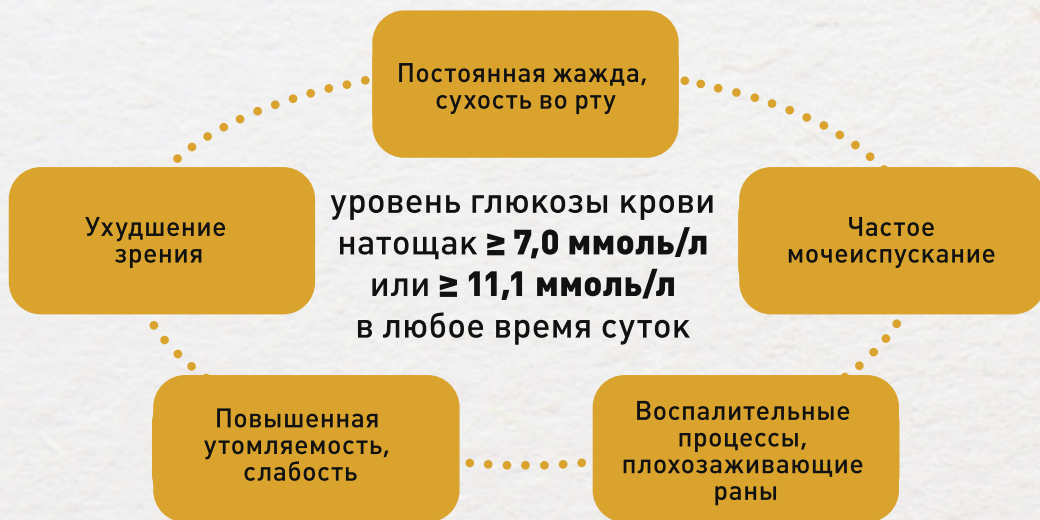 Постоянная жажда,
сухость во рту
Ухудшение
зрения
уровень глюкозы крови
натощак ≥ 7,0 ммоль/л
или ≥ 11,1 ммоль/л
в любое время суток
Частое
мочеиспускание
Повышенная
утомляемость,
слабость
Воспалительные
процессы,
плохозаживающие
раны